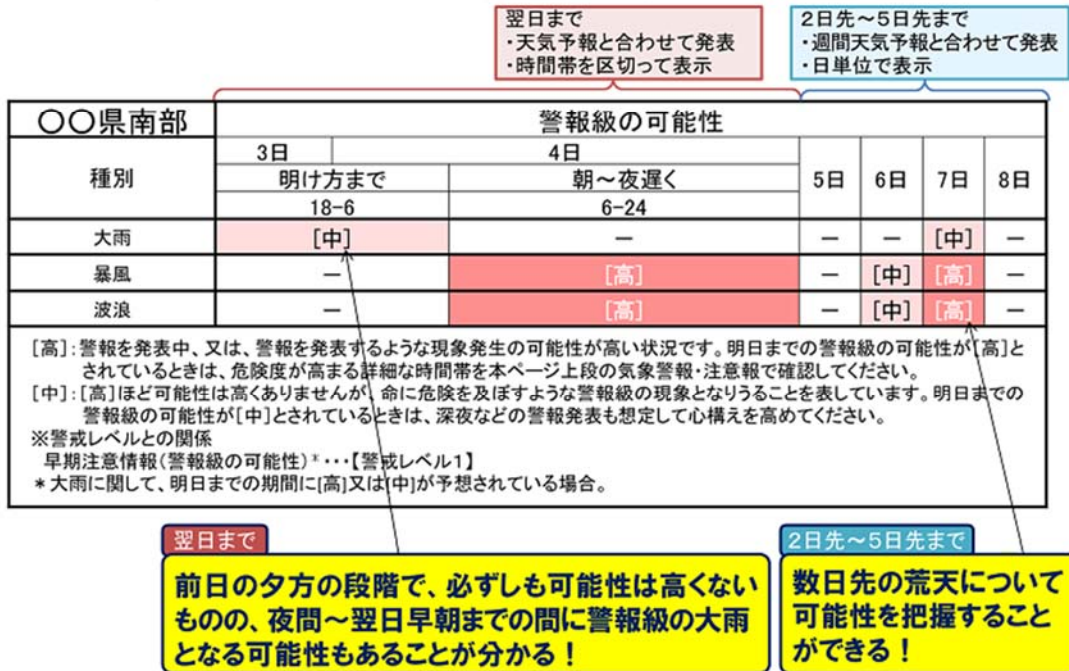 翌日まで
・天気予報と合わせて発表
・時間帯を区切って表示
2日先～5日先まで
・週間天気予報と合わせて発表
・日単位で表示
〇〇県南部
警報級の可能性
種別
3日
4日
5日
6日
7日
8日
明け方まで
朝～夜遅く
18-6
6-24
大雨 [中] － － － [中] －
暴風 － [高] － [中] [高] －
波浪 － [高] － [中] [高] －
[高]:警報を発表中、又は、警報を発表するような現象発生の可能性が高い状況です。明日までの警報級の可能性が[高]と
されているときは、危険度が高まる詳細な時間帯を本ページ上段の気象警報・注意報で確認してください。
[中]:[高]ほど可能性は高くありませんが、命に危険を及ぼすような警報級の現象となりうることを表しています。明日までの
警報級の可能性が[中]とされているときは、深夜などの警報発表も想定して心構えを高めてください。
※警戒レベルとの関係
早期注意情報(警報級の可能性)*・・・【警戒レベル1】
*大雨に関して、明日までの期間に[高]又は[中]が予想されている場合。
翌日まで
前日の夕方の段階で、必ずしも可能性は高くない
ものの、夜間～翌日早朝までの間に警報級の大雨
となる可能性もあることが分かる！
2日先～5日先まで
数日先の荒天について
可能性を把握すること
ができる！